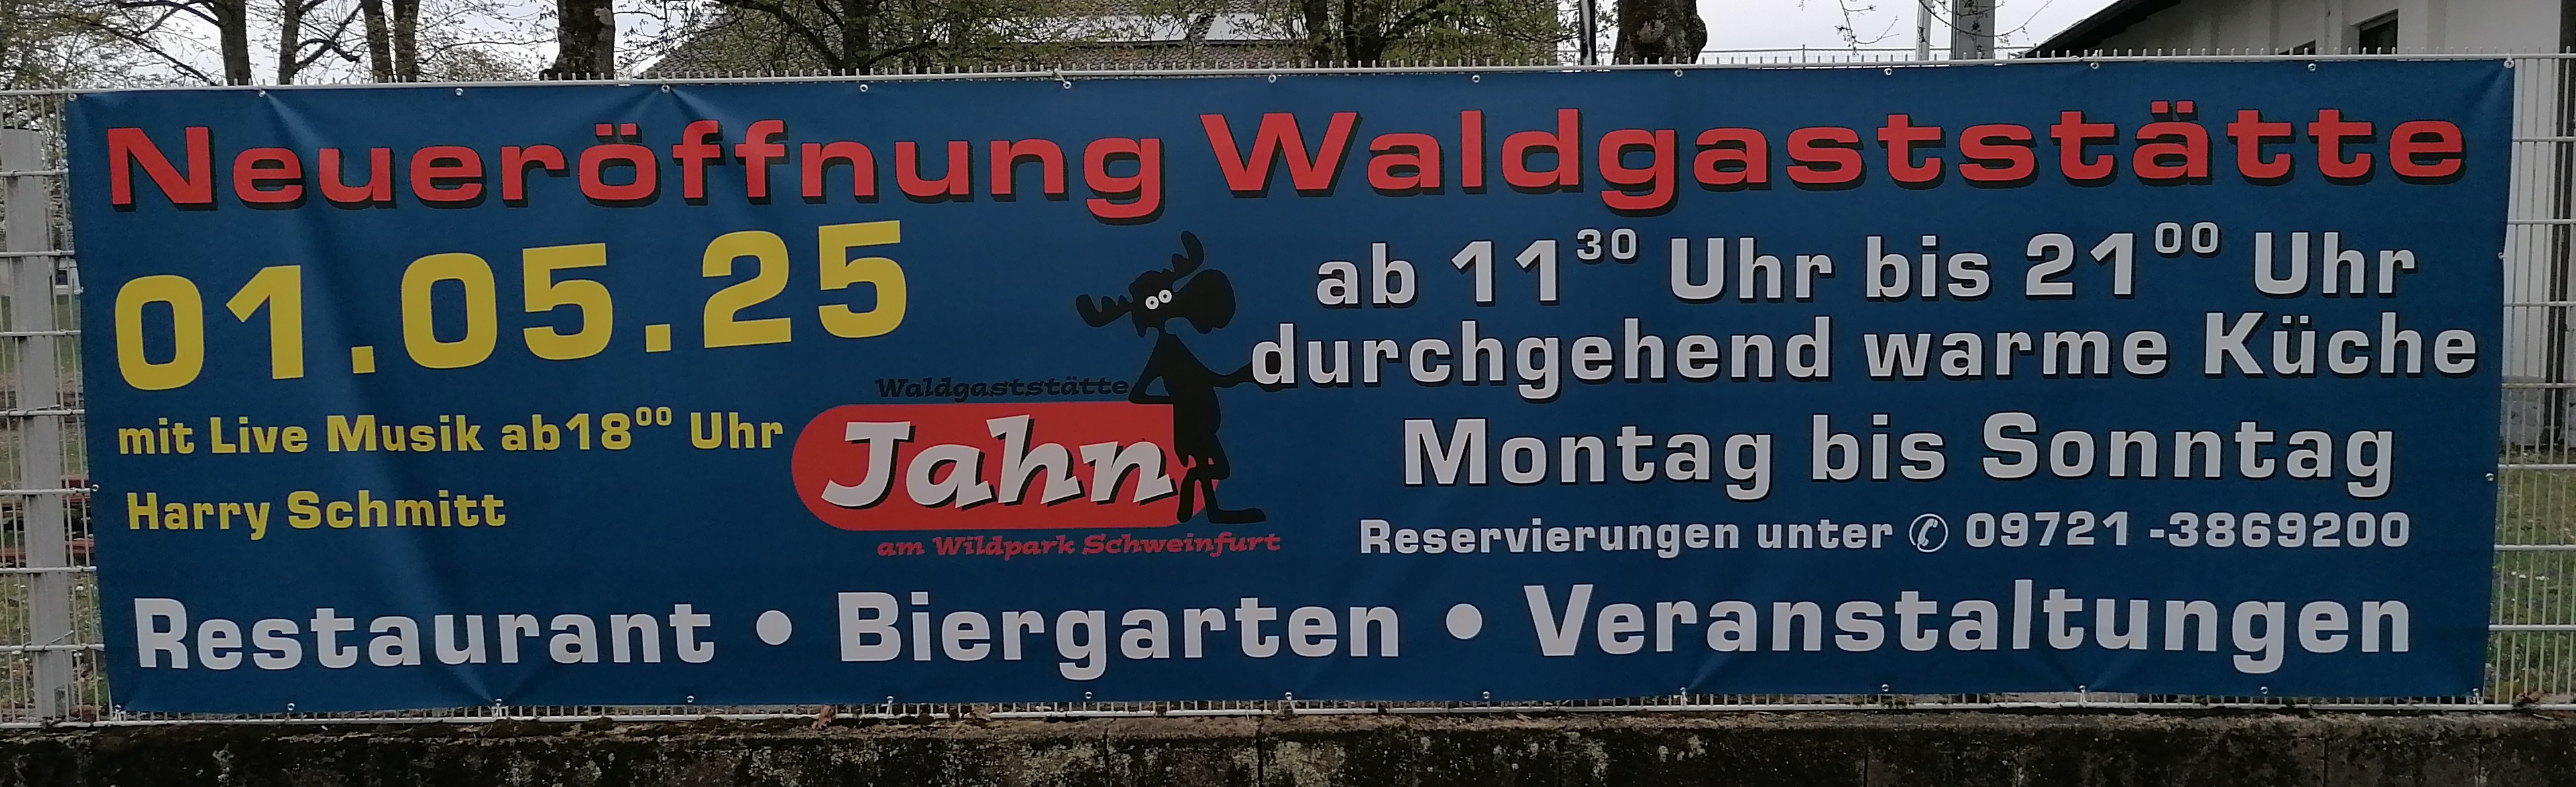 Neueröffnung Waldgaststätte
01.05.25
mit Live Musik ab18⁰⁰ Uhr
Harry Schmitt
Waldgaststätte
Jahn
am Wildpark Schweinfurt
ab 11³⁰ Uhr bis 21⁰⁰ Uhr
durchgehend warme Küche
Montag bis Sonntag
Reservierungen unter ✆ 09721 -3869200
Restaurant • Biergarten • Veranstaltungen